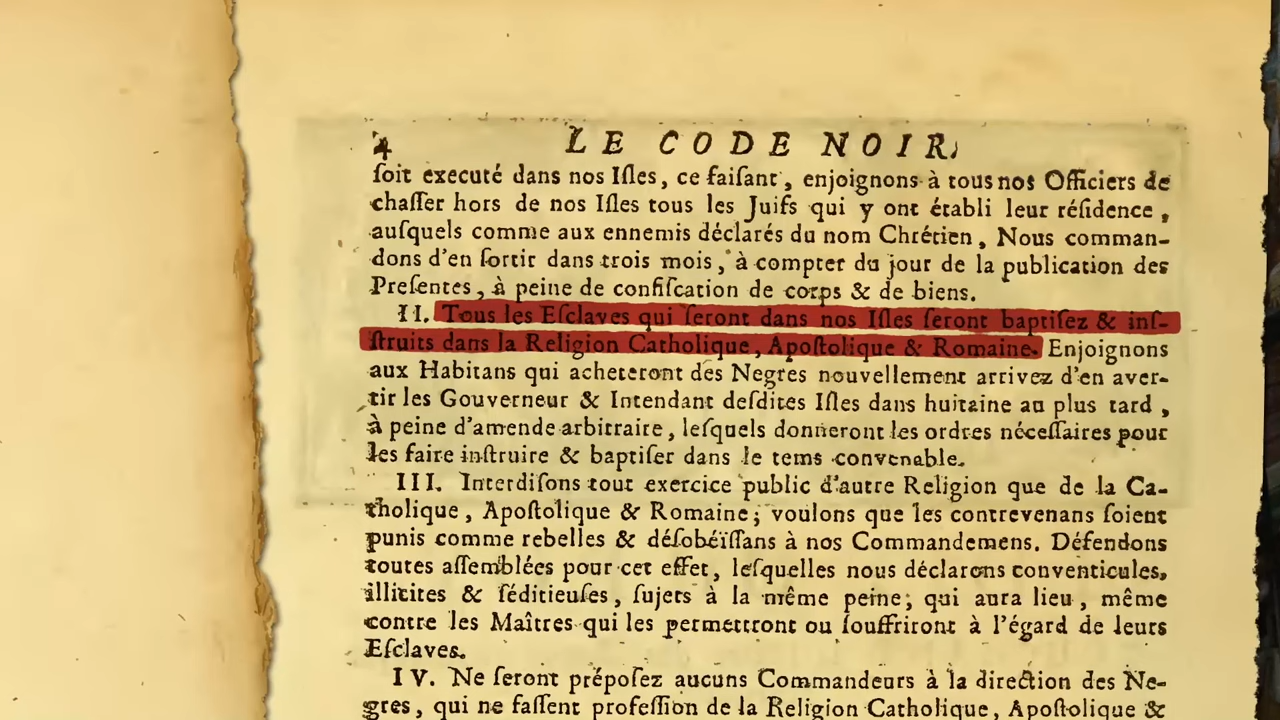 4 LE CODE NOIR,
ſoit executé dans nos Iſles, ce faiſant, enjoignons à tous nos Officiers de
chaſſer hors de nos Iſles tous les Juifs qui y ont établi leur réſidence,
auſquels comme aux ennemis déclarés du nom Chrétien, Nous comman-
dons d'en ſortir dans trois mois, à compter du jour de la publication des
Preſentes, à peine de confiſcation de corps & de biens.
II. Tous les Eſclaves qui ſeront dans nos Iſles ſeront baptiſez & inſ-
ſtruits dans la Religion Catholique, Apoſtolique & Romaine. Enjoignons
aux Habitans qui acheteront des Negres nouvellement arrivez d'en aver-
tir les Gouverneur & Intendant deſdites Iſles dans huitaine au plus tard,
à peine d'amende arbitraire, leſquels donneront les ordres néceſſaires pour
les faire inſtruire & baptiſer dans le tems convenable.
III. Interdiſons tout exercice public d'autre Religion que de la Ca-
tholique, Apoſtolique & Romaine; voulons que les contrevenans ſoient
punis comme rebelles & déſobéïſſans à nos Commandemens. Défendons
toutes aſſemblées pour cet effet, leſquelles nous déclarons conventicules,
illicites & ſéditieuſes, ſujets à la même peine; qui aura lieu, même
contre les Maîtres qui les permettront ou ſouffriront à l'égard de leurs
Eſclaves.
IV. Ne ſeront prépoſez aucuns Commandeurs à la direction des Ne-
gres, qui ne faſſent profeſſion de la Religion Catholique, Apoſtolique &